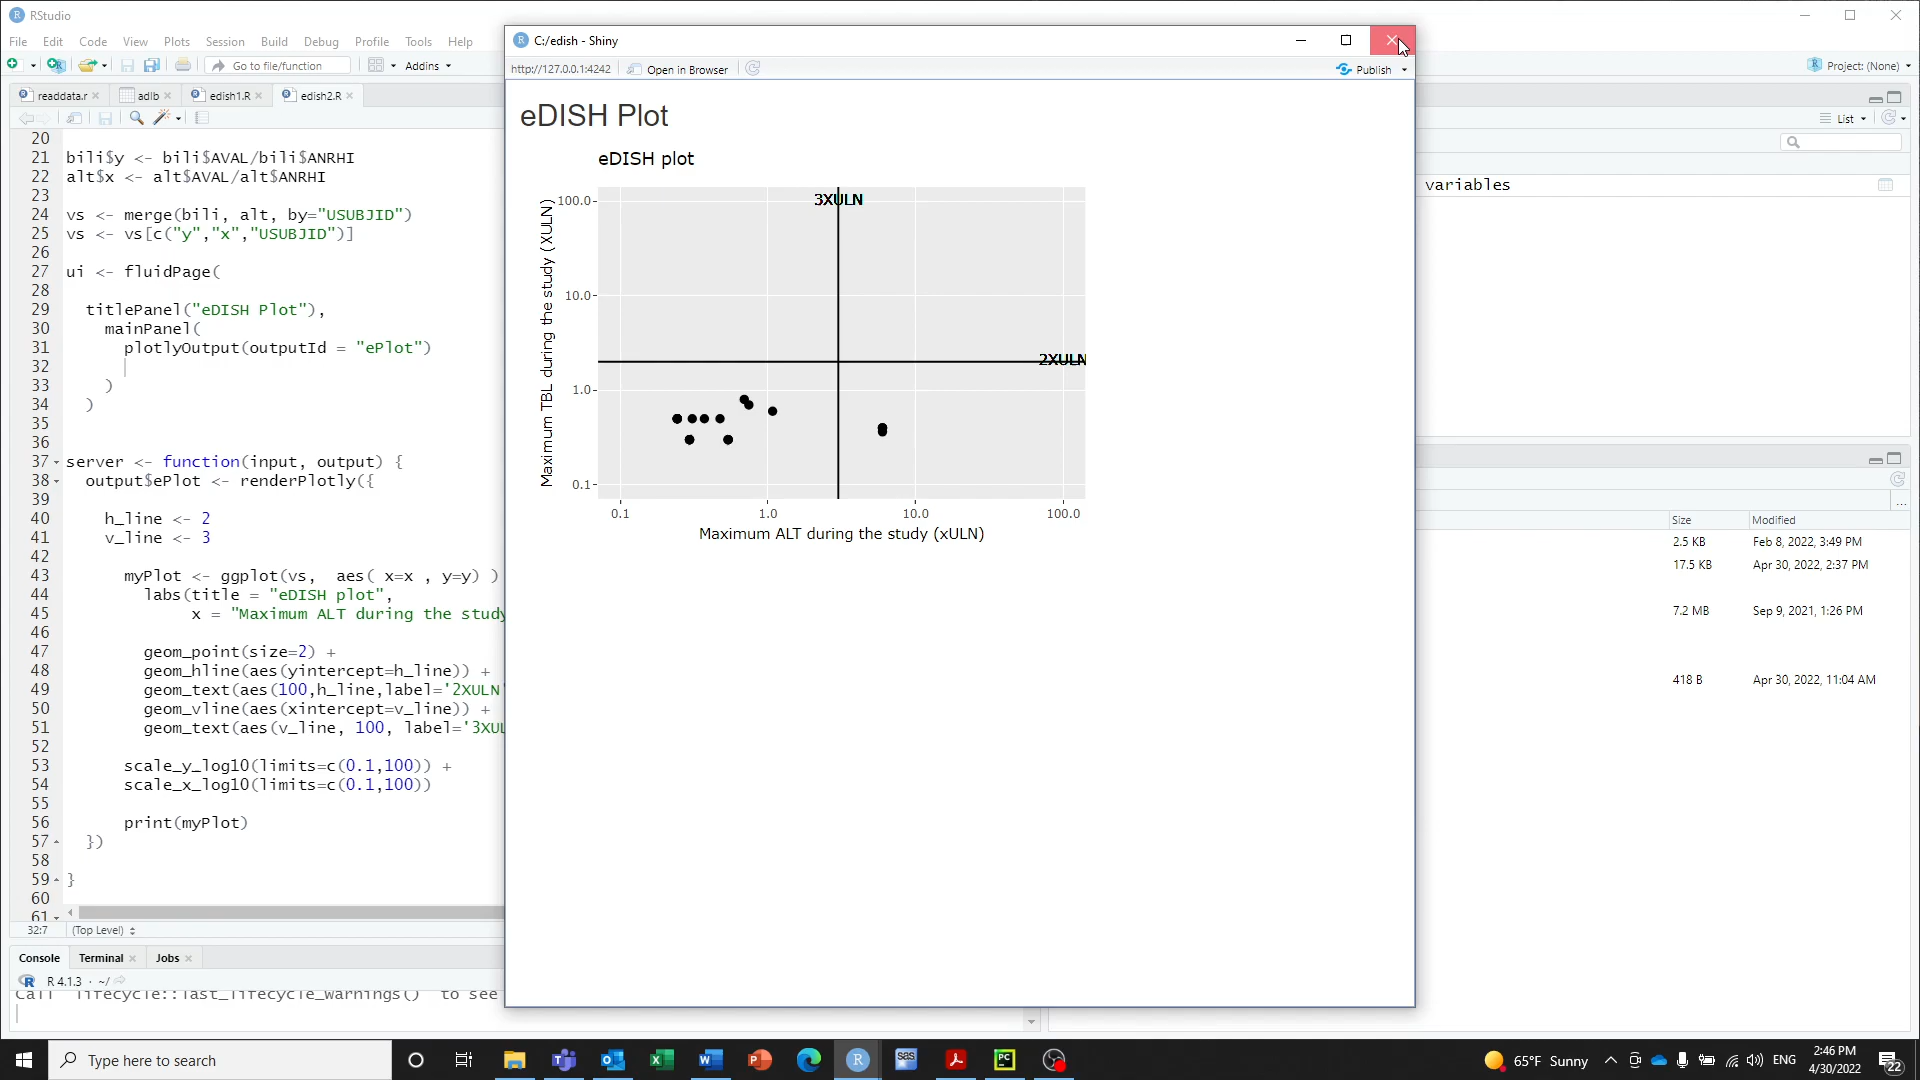 RStudio
File Edit Code View Plots Session Build Debug Profile Tools Help
Go to file/function
Addins
Project: (None)
readdata.r
adlb
edish1.R
edish2.R
20
21 bili$y <- bili$AVAL/bili$ANRHI
22 alt$x <- alt$AVAL/alt$ANRHI
23
24 vs <- merge(bili, alt, by="USUBJID")
25 vs <- vs[c("y","x","USUBJID")]
26
27 ui <- fluidPage(
28
29 titlePanel("eDISH Plot"),
30 mainPanel(
31 plotlyOutput(outputId = "ePlot")
32
33 )
34 )
35
36
37 server <- function(input, output) {
38 output$ePlot <- renderPlotly({
39
40 h_line <- 2
41 v_line <- 3
42
43 myPlot <- ggplot(vs, aes( x=x , y=y) )
44 labs(title = "eDISH plot",
45 x = "Maximum ALT during the study
46
47 geom_point(size=2) +
48 geom_hline(aes(yintercept=h_line)) +
49 geom_text(aes(100,h_line,label='2XULN'
50 geom_vline(aes(xintercept=v_line)) +
51 geom_text(aes(v_line, 100, label='3XUL
52
53 scale_y_log10(limits=c(0.1,100)) +
54 scale_x_log10(limits=c(0.1,100))
55
56 print(myPlot)
57 })
58
59 }
60
61
32:7 (Top Level)
Console Terminal Jobs
R 4.1.3 · ~/
Call `lifecycle::last_lifecycle_warnings()` to see
C:/edish - Shiny
http://127.0.0.1:4242
Open in Browser
Publish
eDISH Plot
eDISH plot
3XULN
2XULN
100.0
10.0
1.0
0.1
Maximum TBL during the study (XULN)
0.1 1.0 10.0 100.0
Maximum ALT during the study (xULN)
List
variables
Size Modified
2.5 KB Feb 8, 2022, 3:49 PM
17.5 KB Apr 30, 2022, 2:37 PM
7.2 MB Sep 9, 2021, 1:26 PM
418 B Apr 30, 2022, 11:04 AM
Type here to search
65°F Sunny
ENG
2:46 PM
4/30/2022
22